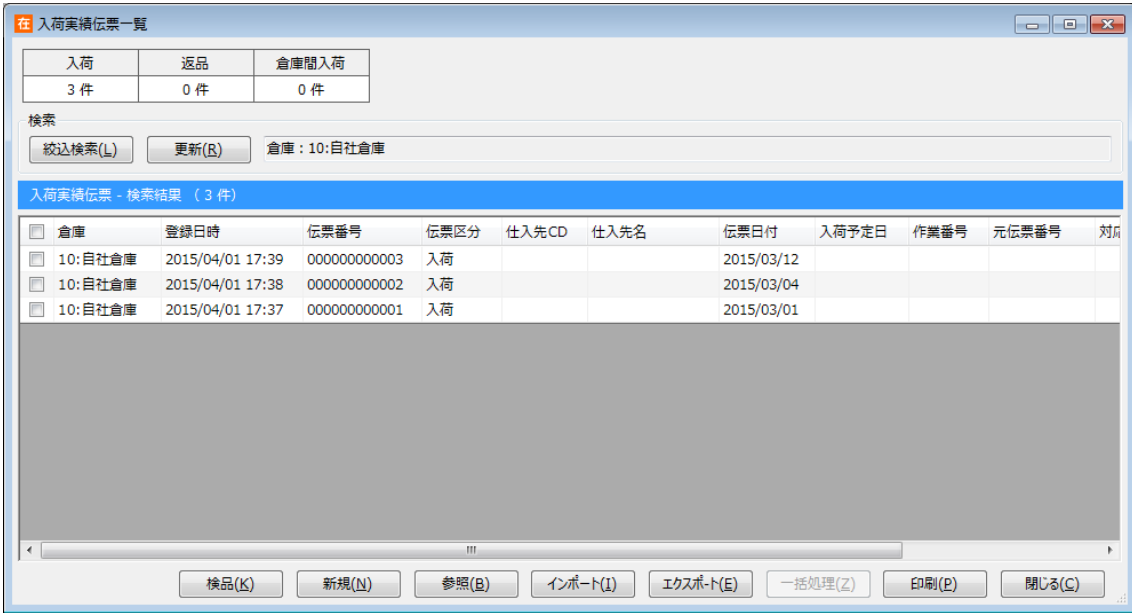 在 入荷実績伝票一覧
入荷 返品 倉庫間入荷
3 件 0 件 0 件
検索
絞込検索(L) 更新(R) 倉庫：10:自社倉庫
入荷実績伝票 - 検索結果 （ 3 件）
倉庫 登録日時 伝票番号 伝票区分 仕入先CD 仕入先名 伝票日付 入荷予定日 作業番号 元伝票番号 対応
10:自社倉庫 2015/04/01 17:39 000000000003 入荷 2015/03/12
10:自社倉庫 2015/04/01 17:38 000000000002 入荷 2015/03/04
10:自社倉庫 2015/04/01 17:37 000000000001 入荷 2015/03/01
検品(K) 新規(N) 参照(B) インポート(I) エクスポート(E) 一括処理(Z) 印刷(P) 閉じる(C)